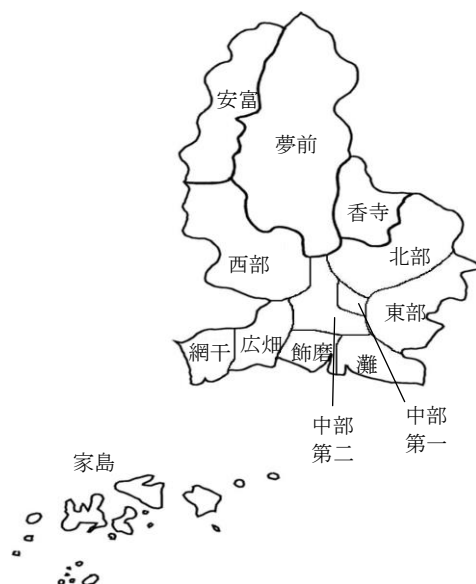 安富
夢前
香寺
北部
西部
東部
網干
広畑
飾磨
灘
中部
第二
中部
第一
家島